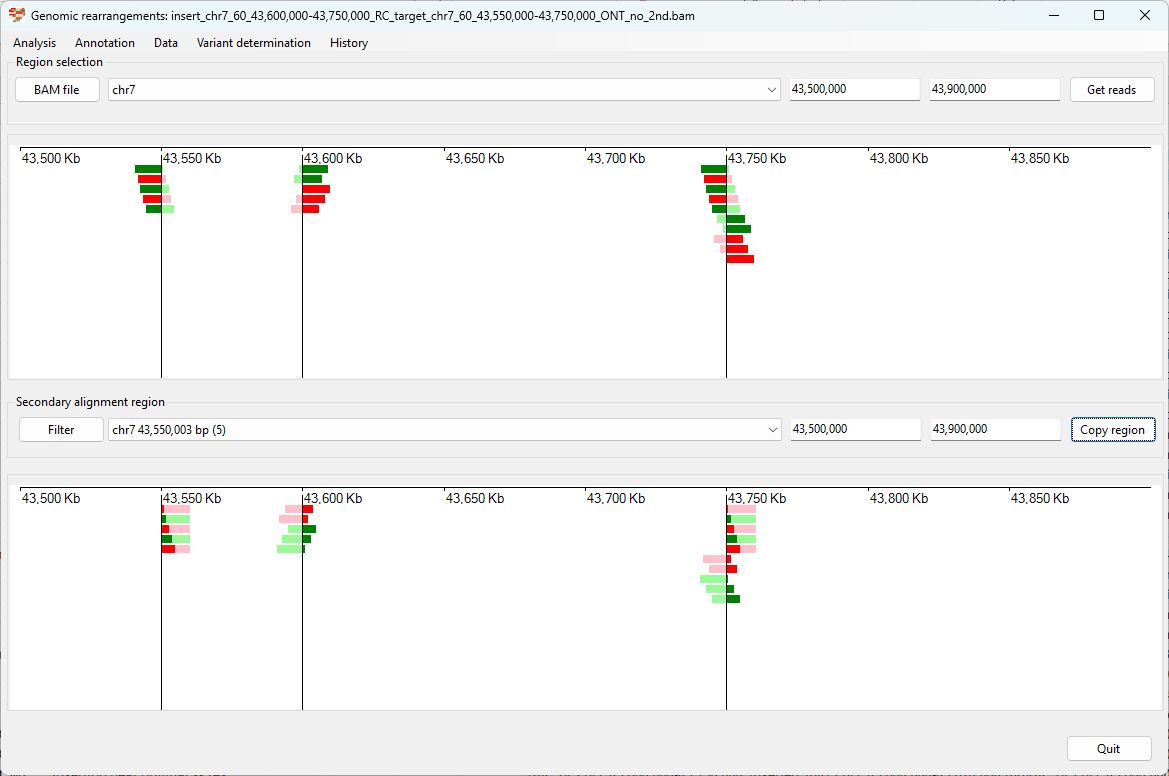 Genomic rearrangements: insert_chr7_60_43,600,000-43,750,000_RC_target_chr7_60_43,550,000-43,750,000_ONT_no_2nd.bam
Analysis Annotation Data Variant determination History
Region selection
BAM file chr7 43,500,000 43,900,000 Get reads
43,500 Kb 43,550 Kb 43,600 Kb 43,650 Kb 43,700 Kb 43,750 Kb 43,800 Kb 43,850 Kb
Secondary alignment region
Filter chr7 43,550,003 bp (5) 43,500,000 43,900,000 Copy region
43,500 Kb 43,550 Kb 43,600 Kb 43,650 Kb 43,700 Kb 43,750 Kb 43,800 Kb 43,850 Kb
Quit